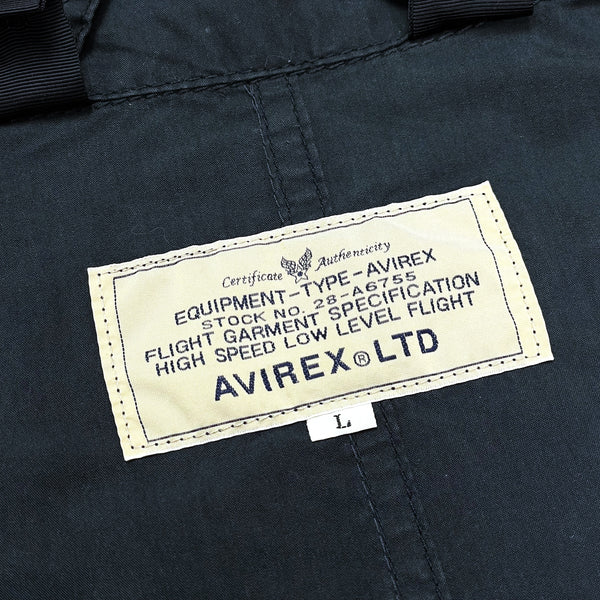 Certificate Authenticity
EQUIPMENT-TYPE-AVIREX
STOCK NO. 28-A6755
FLIGHT GARMENT SPECIFICATION
HIGH SPEED LOW LEVEL FLIGHT
AVIREX® LTD
L